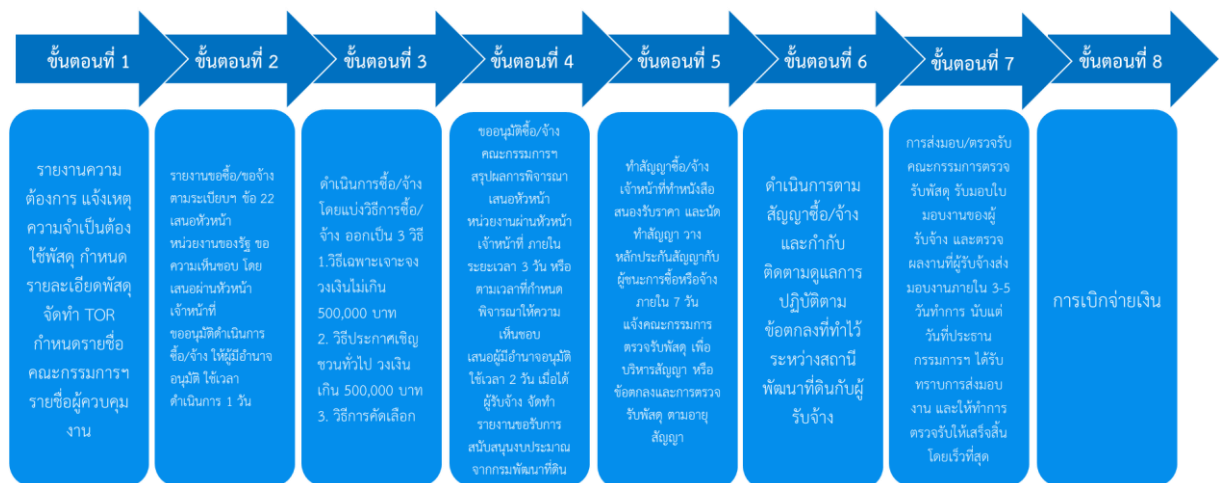 ขั้นตอนที่ 1
ขั้นตอนที่ 2
ขั้นตอนที่ 3
ขั้นตอนที่ 4
ขั้นตอนที่ 5
ขั้นตอนที่ 6
ขั้นตอนที่ 7
ขั้นตอนที่ 8
รายงานความ
ต้องการ แจ้งเหตุ
ความจำเป็นต้อง
ใช้พัสดุ กำหนด
รายละเอียดพัสดุ
จัดทำ TOR
กำหนดรายชื่อ
คณะกรรมการฯ
รายชื่อผู้ควบคุม
งาน
รายงานขอซื้อ/ขอจ้าง
ตามระเบียบฯ ข้อ 22
เสนอหัวหน้า
หน่วยงานของรัฐ ขอ
ความเห็นชอบ โดย
เสนอผ่านหัวหน้า
เจ้าหน้าที่
ขออนุมัติดำเนินการ
ซื้อ/จ้าง ให้ผู้มีอำนาจ
อนุมัติ ใช้เวลา
ดำเนินการ 1 วัน
ดำเนินการซื้อ/จ้าง
โดยแบ่งวิธีการซื้อ/
จ้าง ออกเป็น 3 วิธี
1.วิธีเฉพาะเจาะจง
วงเงินไม่เกิน
500,000 บาท
2. วิธีประกาศเชิญ
ชวนทั่วไป วงเงิน
เกิน 500,000 บาท
3. วิธีการคัดเลือก
ขออนุมัติซื้อ/จ้าง
คณะกรรมการฯ
สรุปผลการพิจารณา
เสนอหัวหน้า
หน่วยงานผ่านหัวหน้า
เจ้าหน้าที่ ภายใน
ระยะเวลา 3 วัน หรือ
ตามเวลาที่กำหนด
พิจารณาให้ความ
เห็นชอบ
เสนอผู้มีอำนาจอนุมัติ
ใช้เวลา 2 วัน เมื่อได้
ผู้รับจ้าง จัดทำ
รายงานขอรับการ
สนับสนุนงบประมาณ
จากกรมพัฒนาที่ดิน
ทำสัญญาซื้อ/จ้าง
เจ้าหน้าที่ทำหนังสือ
สนองรับราคา และนัด
ทำสัญญา วาง
หลักประกันสัญญากับ
ผู้ชนะการซื้อหรือจ้าง
ภายใน 7 วัน
แจ้งคณะกรรมการ
ตรวจรับพัสดุ เพื่อ
บริหารสัญญา หรือ
ข้อตกลงและการตรวจ
รับพัสดุ ตามอายุ
สัญญา
ดำเนินการตาม
สัญญาซื้อ/จ้าง
และกำกับ
ติดตามดูแลการ
ปฏิบัติตาม
ข้อตกลงที่ทำไว้
ระหว่างสถานี
พัฒนาที่ดินกับผู้
รับจ้าง
การส่งมอบ/ตรวจรับ
คณะกรรมการตรวจ
รับพัสดุ รับมอบใบ
มอบงานของผู้
รับจ้าง และตรวจ
ผลงานที่ผู้รับจ้างส่ง
มอบงานภายใน 3-5
วันทำการ นับแต่
วันที่ประธาน
กรรมการฯ ได้รับ
ทราบการส่งมอบ
งาน และให้ทำการ
ตรวจรับให้เสร็จสิ้น
โดยเร็วที่สุด
การเบิกจ่ายเงิน